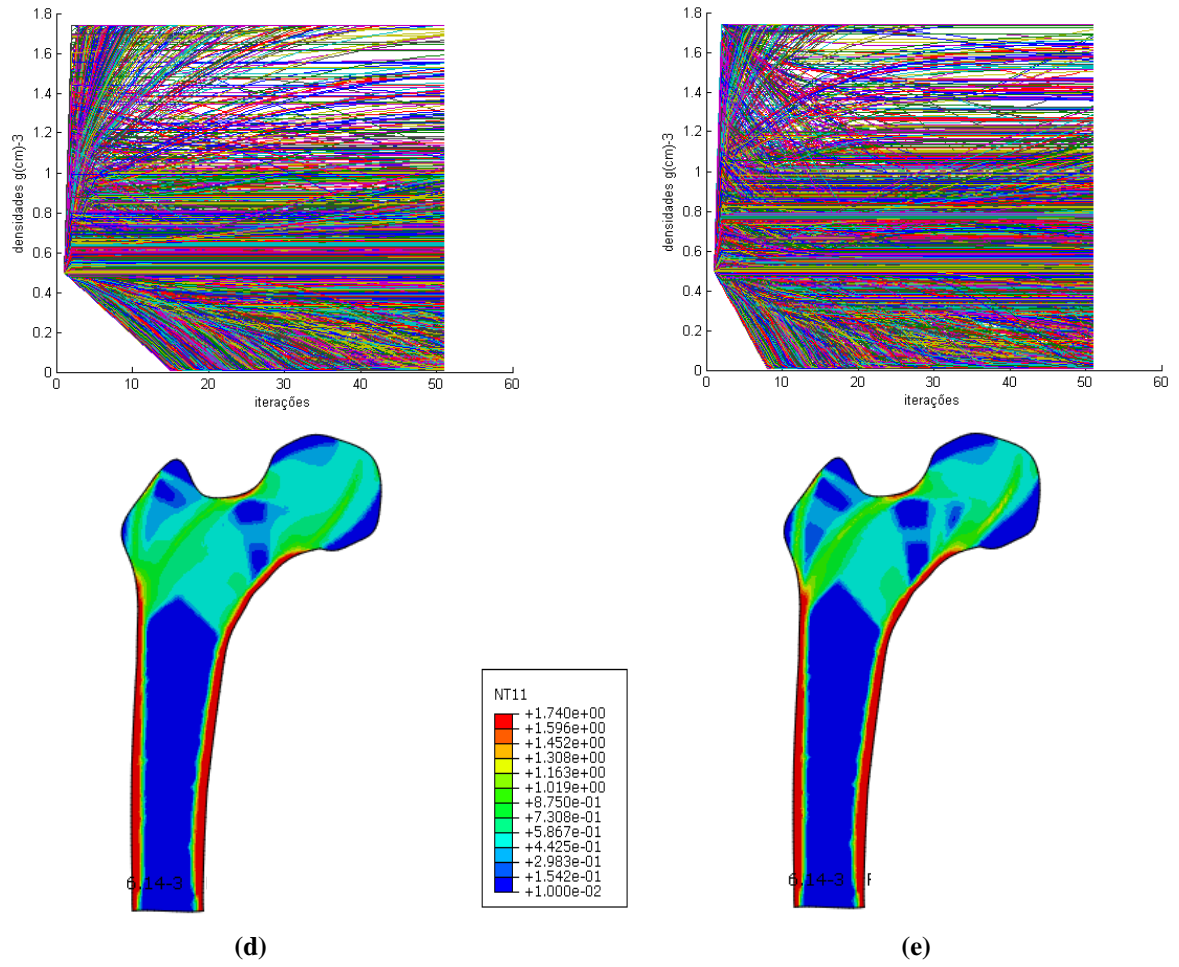 1.8
1.6
1.4
1.2
1
0.8
0.6
0.4
0.2
0
densidades g(cm)-3
0 10 20 30 40 50 60
iterações
1.8
1.6
1.4
1.2
1
0.8
0.6
0.4
0.2
0
densidades g(cm)-3
0 10 20 30 40 50 60
iterações
NT11
+1.740e+00
+1.596e+00
+1.452e+00
+1.308e+00
+1.163e+00
+1.019e+00
+8.750e-01
+7.308e-01
+5.867e-01
+4.425e-01
+2.983e-01
+1.542e-01
+1.000e-02
6,14-3
6,14-3 F
(d)
(e)